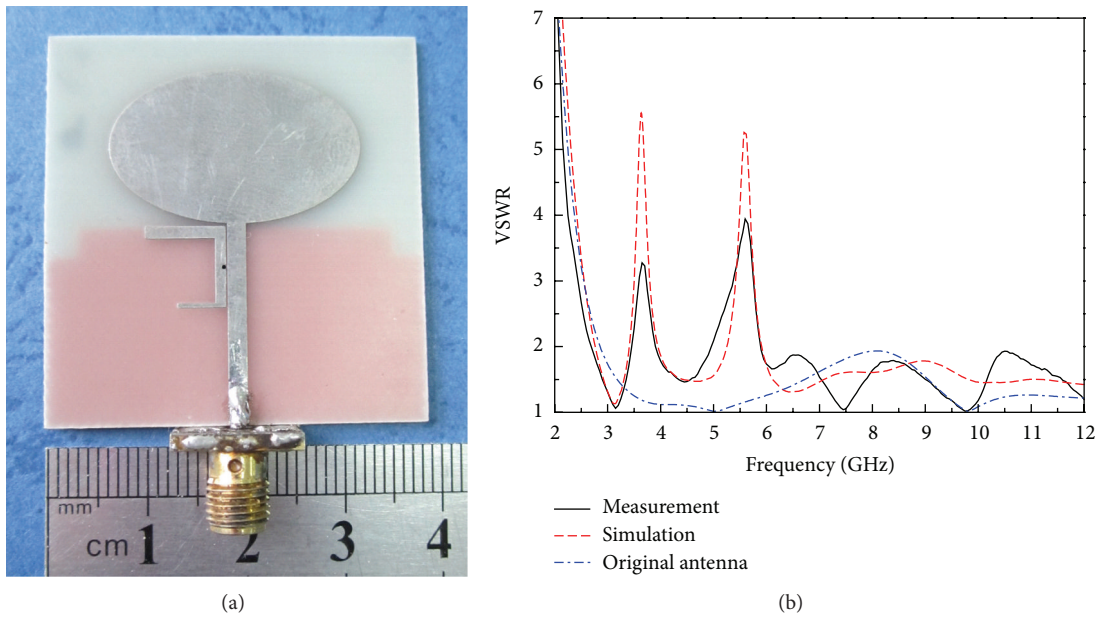 mm
cm 1 2 3 4
(a)
7
6
5
4
3
2
1
VSWR
2 3 4 5 6 7 8 9 10 11 12
Frequency (GHz)
Measurement
Simulation
Original antenna
(b)